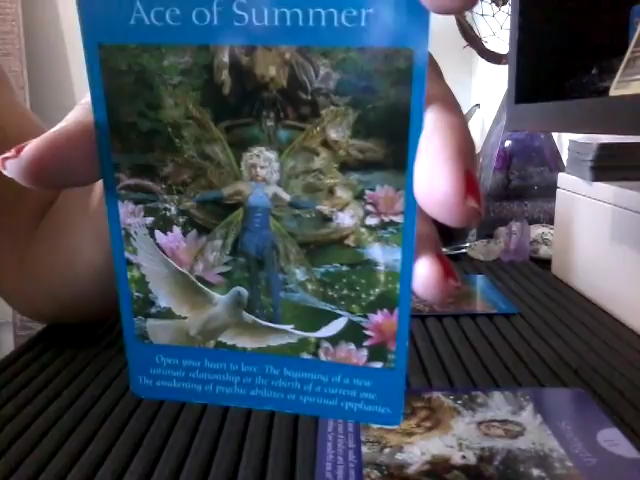 Ace of Summer
Open your heart to love. The beginning of a new
intimate relationship or the rebirth of a current one.
The awakening of psychic abilities or spiritual epiphanies.